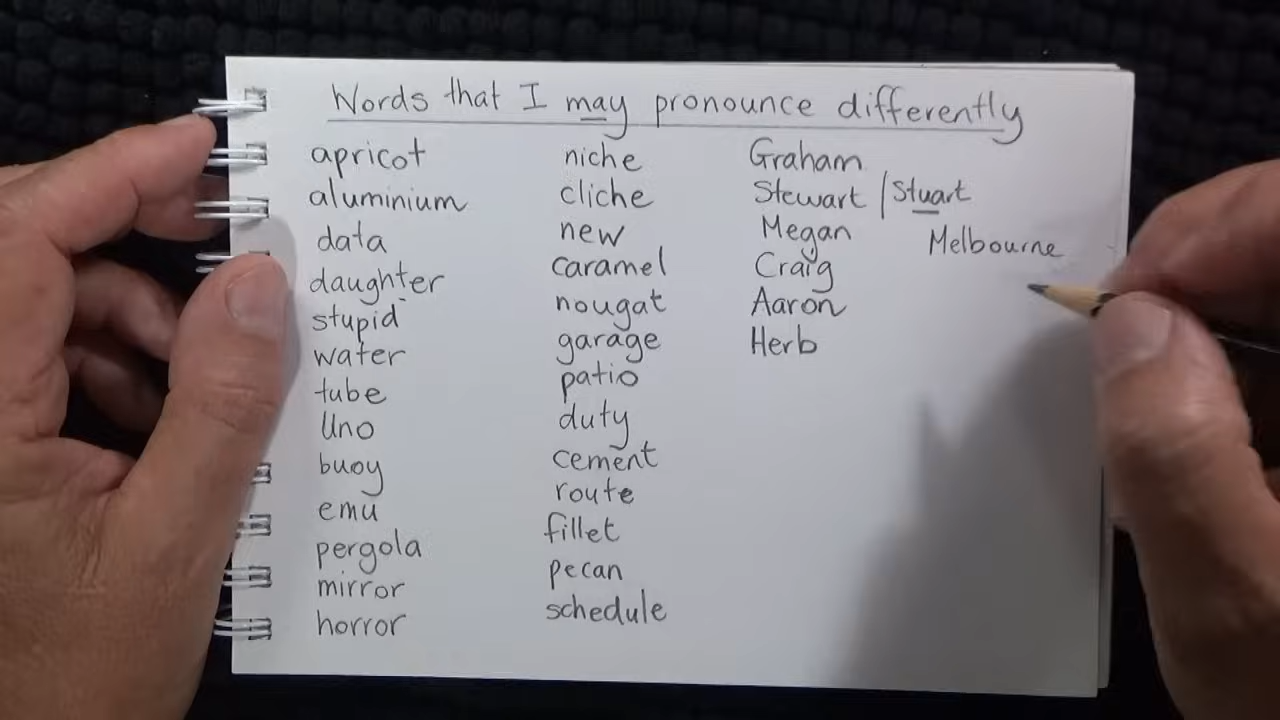 Words that I may pronounce differently
apricot
aluminium
data
daughter
stupid
water
tube
Uno
buoy
emu
pergola
mirror
horror
niche
cliche
new
caramel
nougat
garage
patio
duty
cement
route
fillet
pecan
schedule
Graham
Stewart / Stuart
Megan
Craig
Aaron
Herb
Melbourne